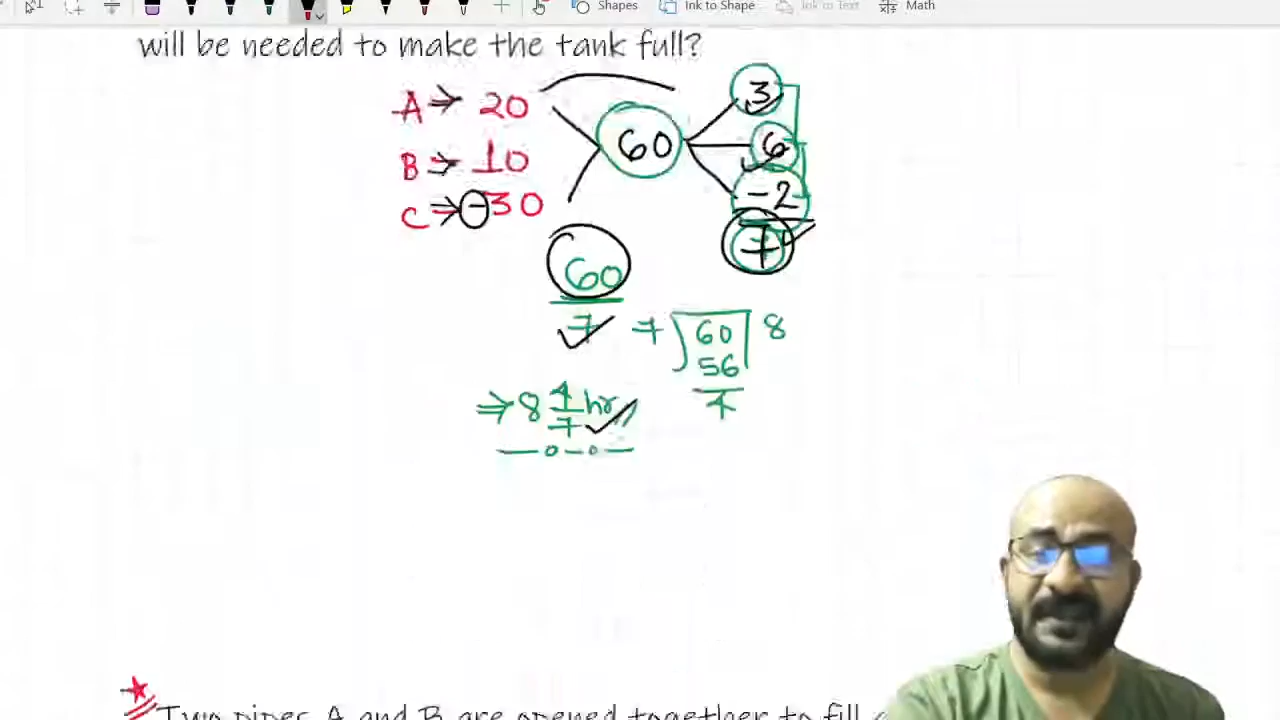 Shapes Ink to Shape Ink to Text Math
will be needed to make the tank full?
A ⇒ 20
B ⇒ 10
C ⇒ -30
60
3
6
-2
7
60
7
7 60 8
56
4
⇒ 8 4/7 hr
Two pipes A and B are opened together to fill